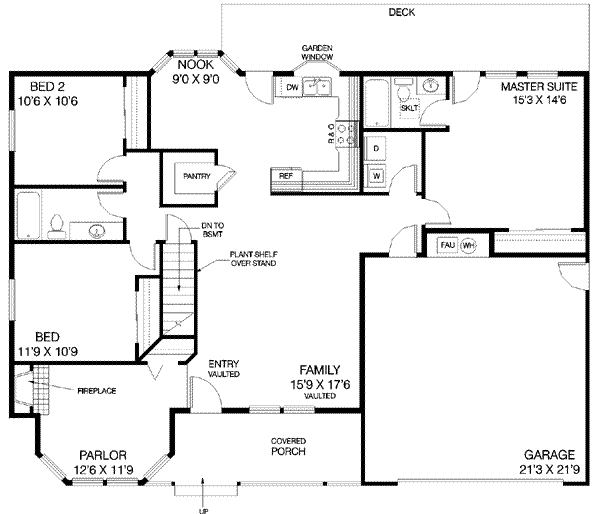 DECK
GARDEN
WINDOW
NOOK
9'0 X 9'0
BED 2
10'6 X 10'6
DW
MASTER SUITE
15'3 X 14'6
SKLT
R & O
D
PANTRY
REF
W
DN TO
BSMT
FAU
WH
PLANT SHELF
OVER STAND
BED
11'9 X 10'9
ENTRY
VAULTED
FAMILY
15'9 X 17'6
VAULTED
FIREPLACE
COVERED
PORCH
PARLOR
12'6 X 11'9
GARAGE
21'3 X 21'9
UP